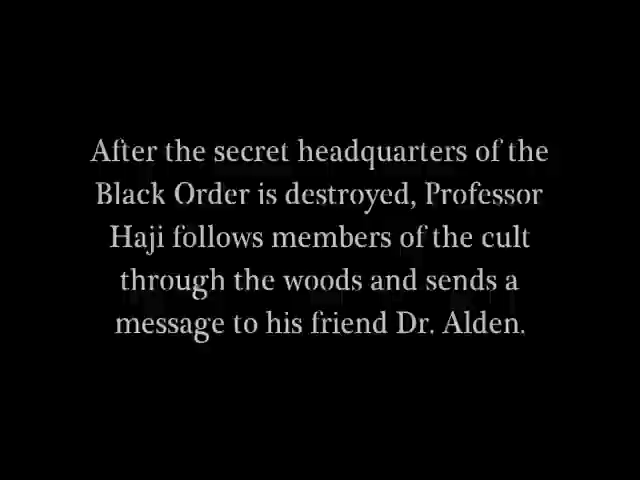 After the secret headquarters of the
Black Order is destroyed, Professor
Haji follows members of the cult
through the woods and sends a
message to his friend Dr. Alden.